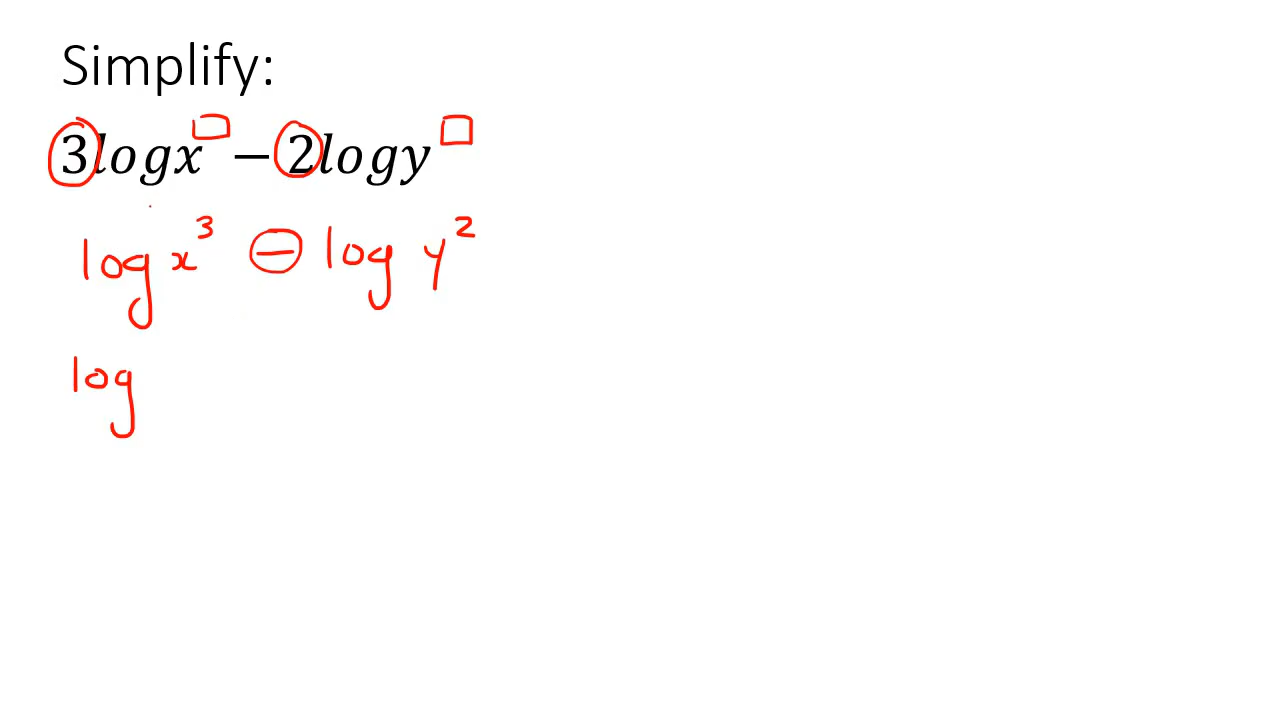 Simplify:
3logx − 2logy
log x³ − log y²
log